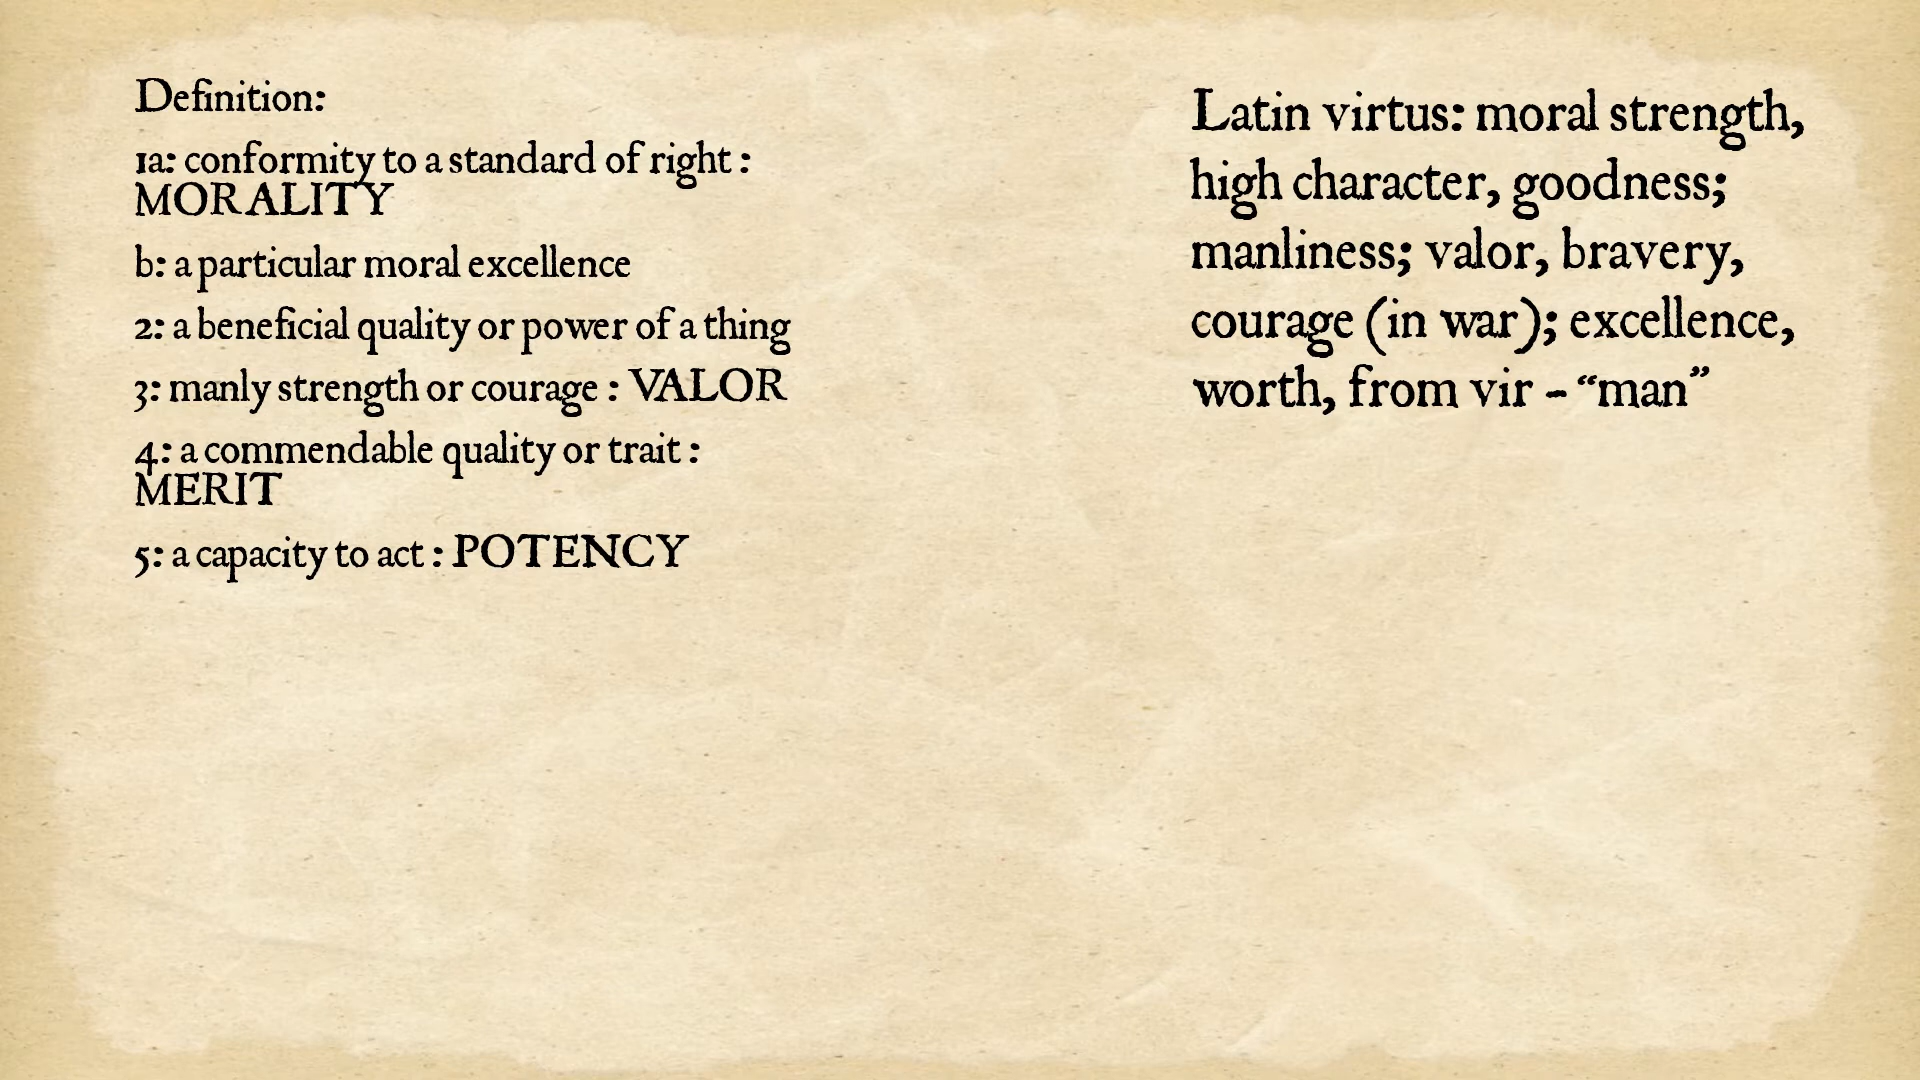 Definition:
1a: conformity to a standard of right :
MORALITY
b: a particular moral excellence
2: a beneficial quality or power of a thing
3: manly strength or courage : VALOR
4: a commendable quality or trait :
MERIT
5: a capacity to act : POTENCY
Latin virtus: moral strength,
high character, goodness;
manliness; valor, bravery,
courage (in war); excellence,
worth, from vir - “man”